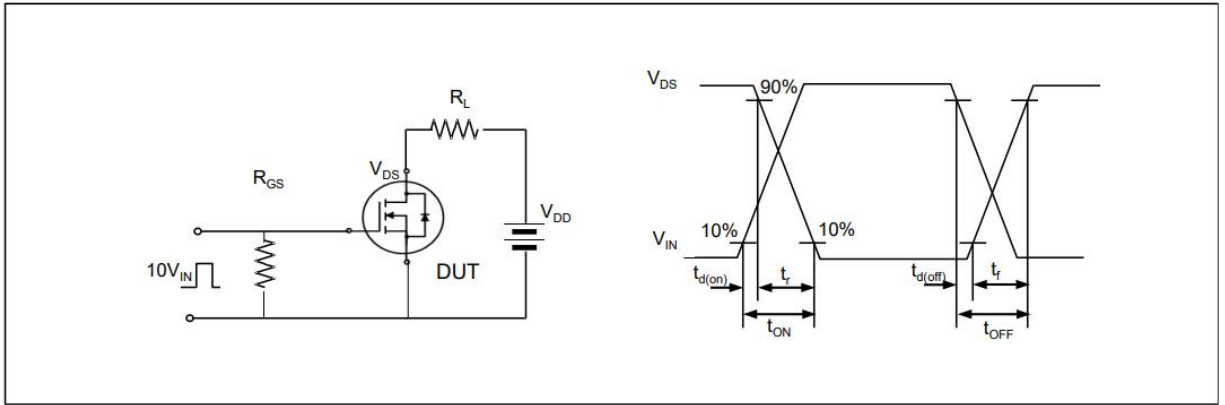 R_L
V_DS
R_GS
V_DD
10V_IN
DUT
V_DS
90%
V_IN
10%
10%
t_d(on)
t_r
t_d(off)
t_f
t_ON
t_OFF